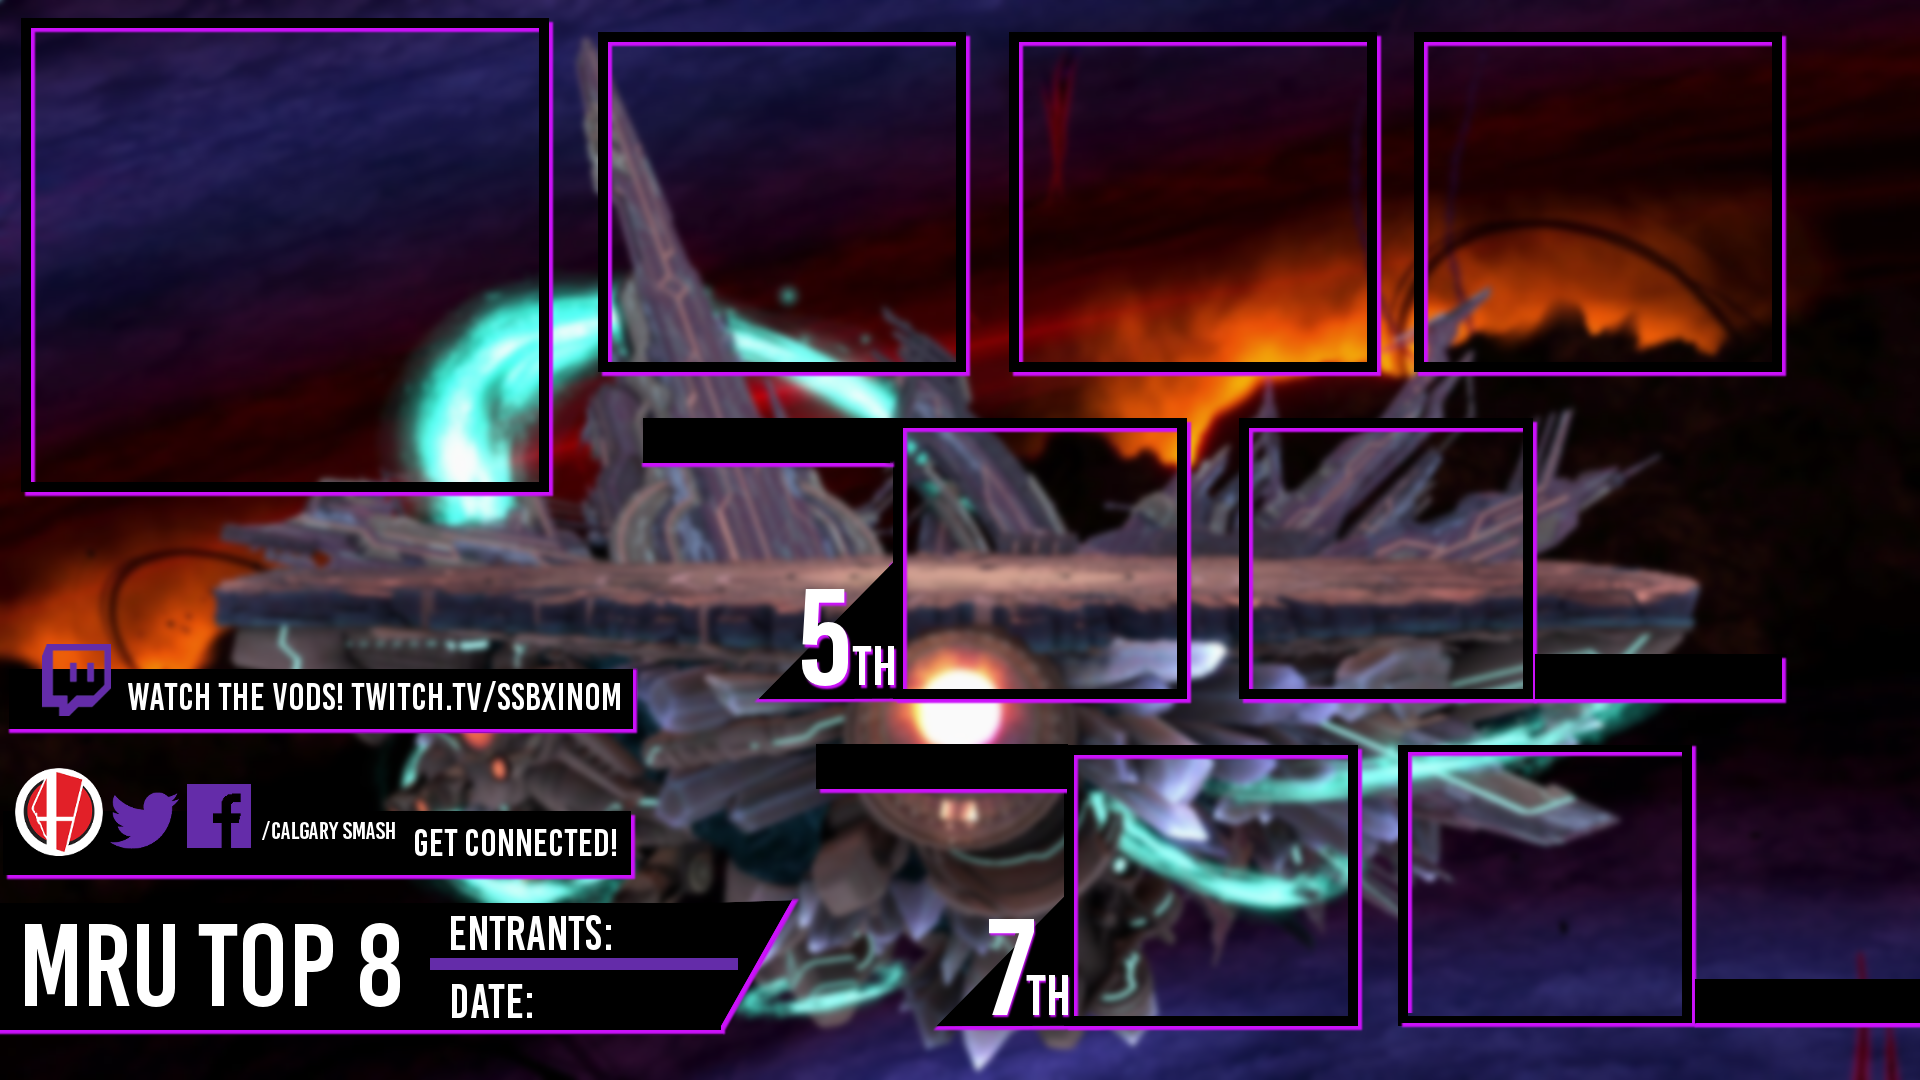 5TH
WATCH THE VODS! TWITCH.TV/SSBXINOM
/CALGARY SMASH
GET CONNECTED!
MRU TOP 8
ENTRANTS:
DATE:
7TH